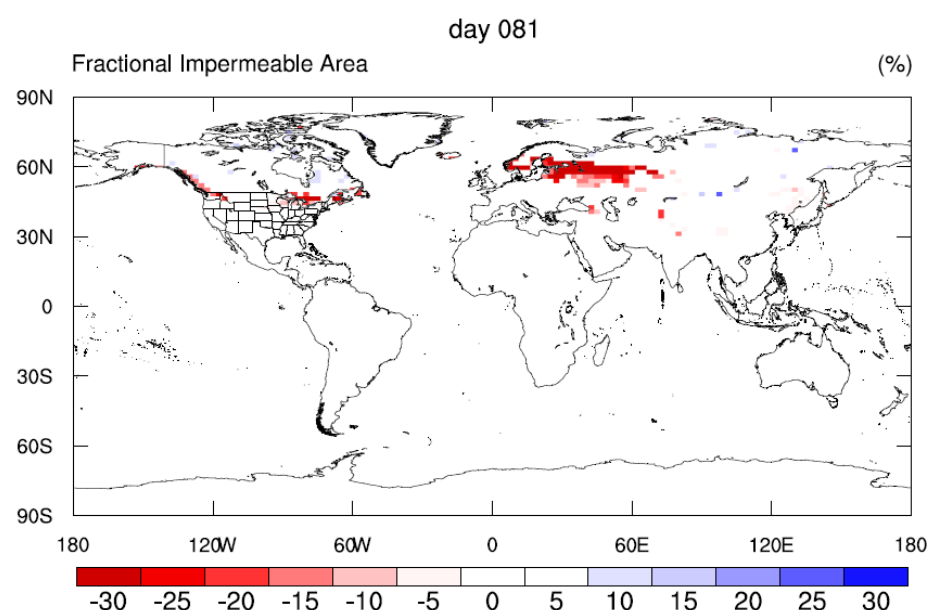 day 081
Fractional Impermeable Area (%)
90N
60N
30N
0
30S
60S
90S
180 120W 60W 0 60E 120E 180
-30 -25 -20 -15 -10 -5 0 5 10 15 20 25 30